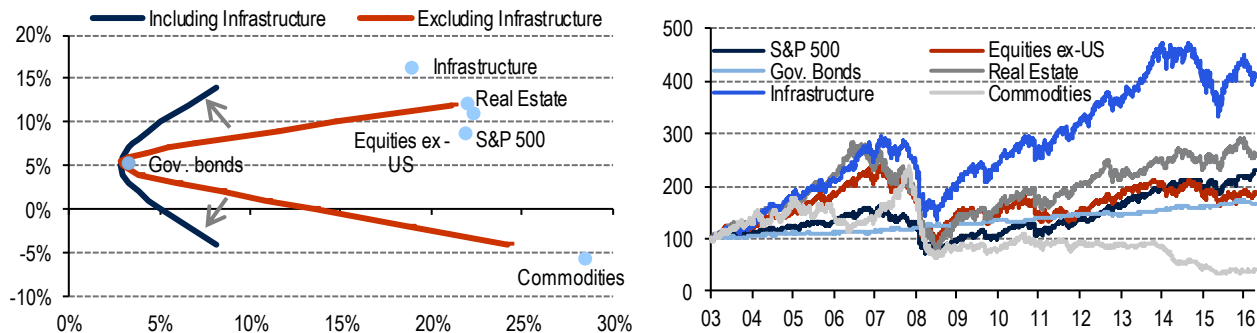 Including Infrastructure Excluding Infrastructure
20%
15%
10%
5%
0%
-5%
-10%
Infrastructure
Real Estate
Equities ex -
US
S&P 500
Gov. bonds
Commodities
0% 5% 10% 15% 20% 25% 30%
500
400
300
200
100
0
S&P 500 Equities ex-US
Gov. Bonds Real Estate
Infrastructure Commodities
03 04 05 06 07 08 09 10 11 12 13 14 15 16